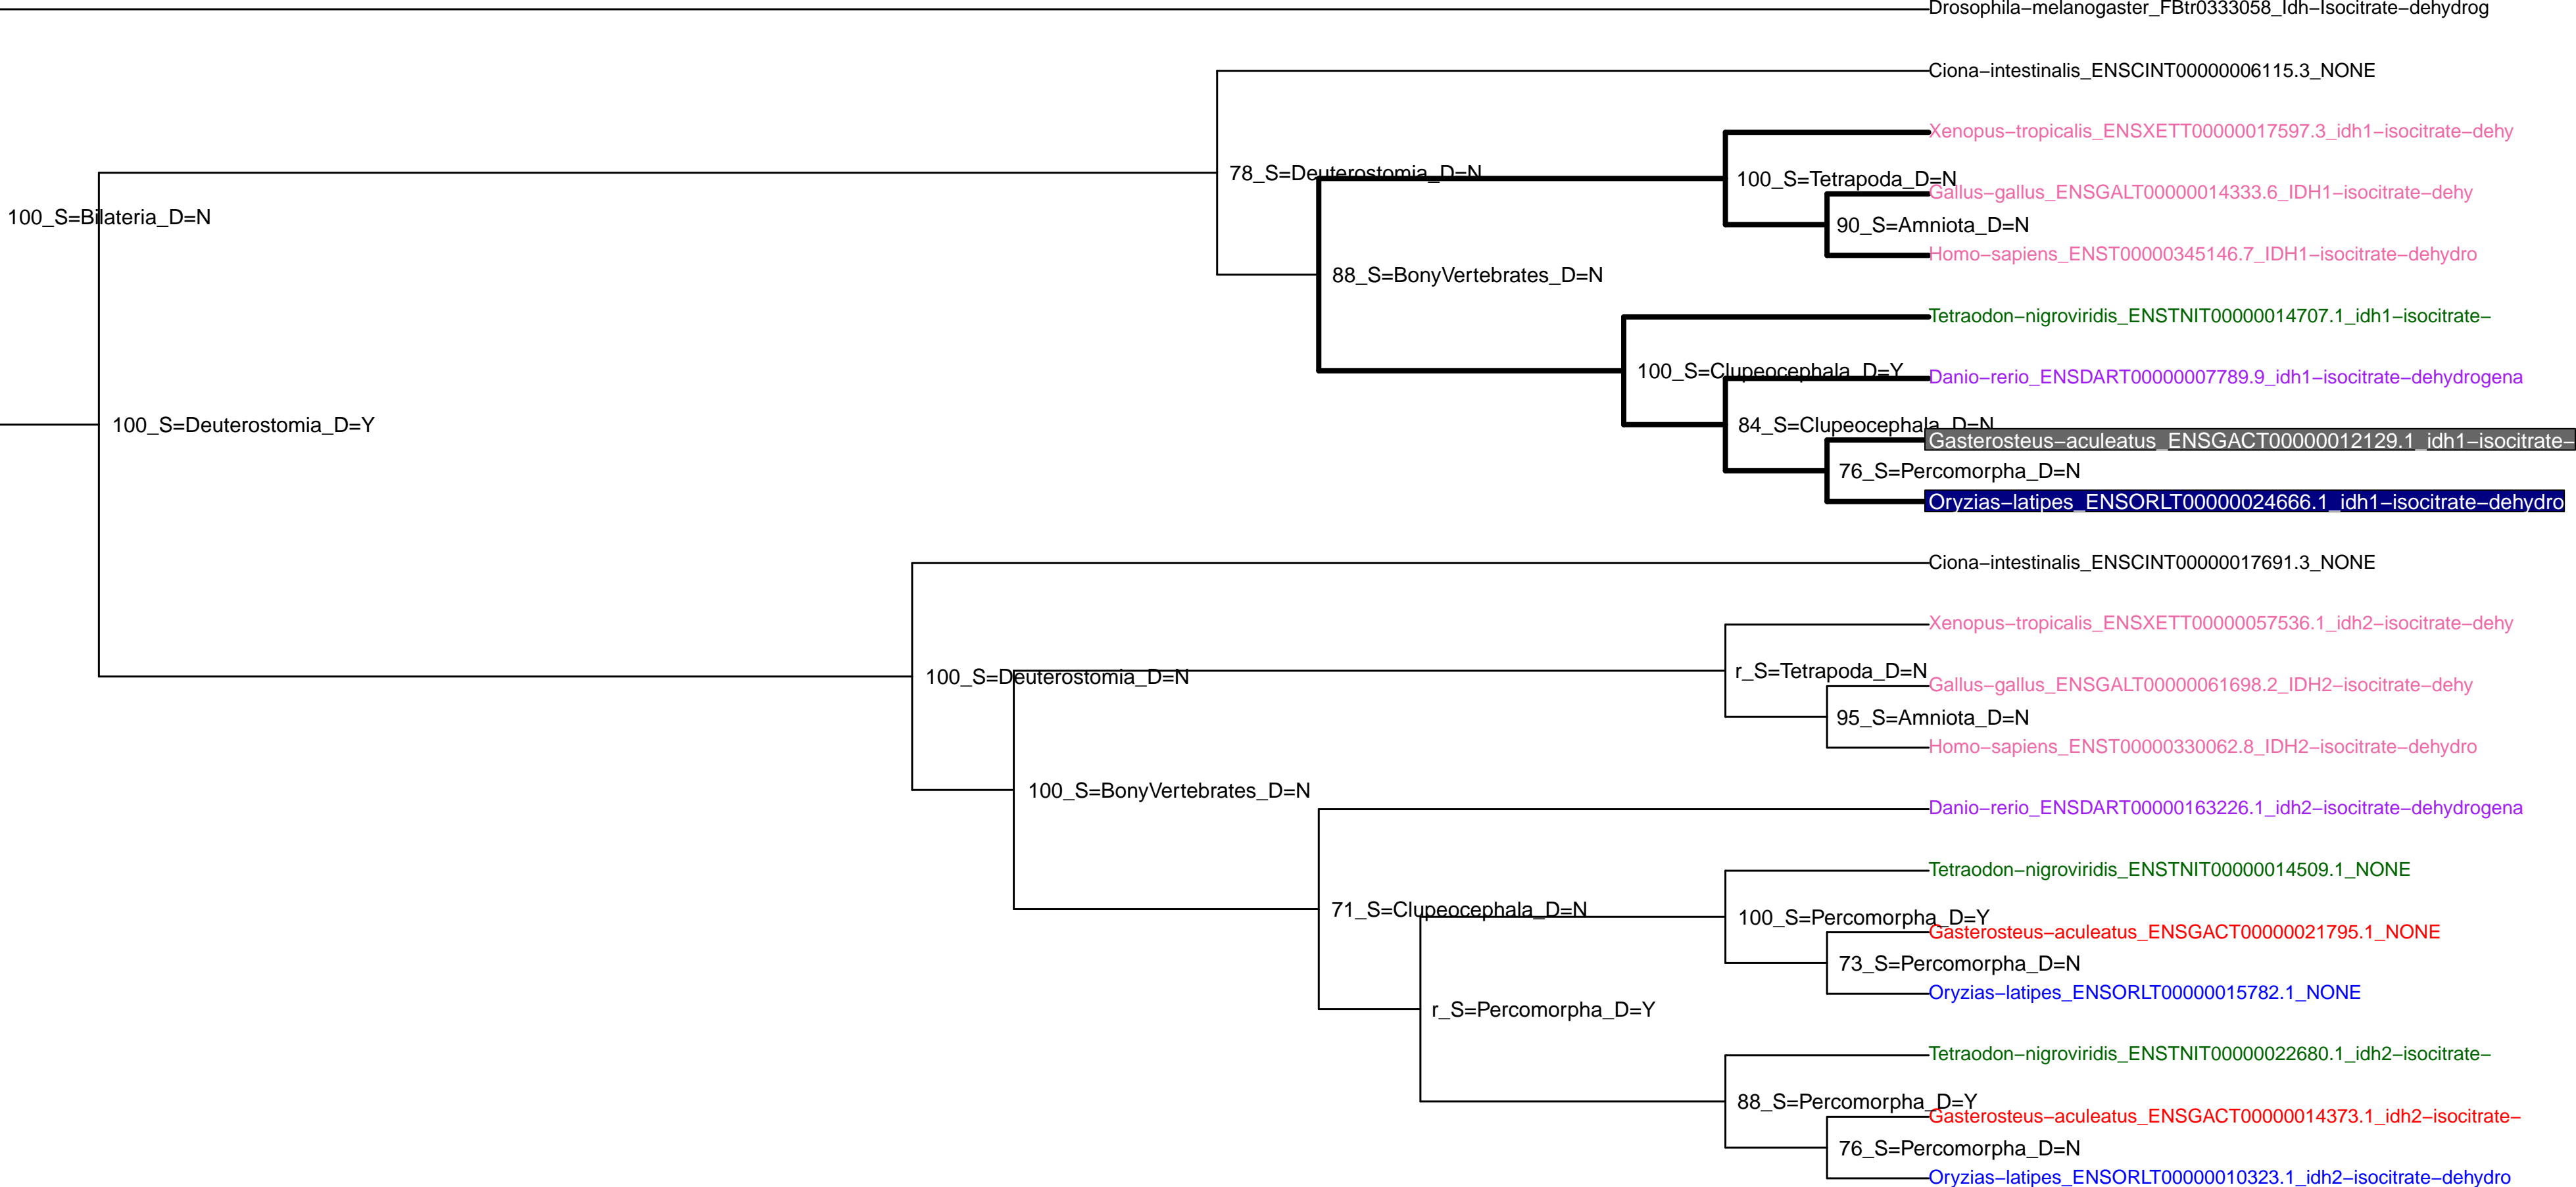 Drosophila−melanogaster_FBtr0333058_Idh−Isocitrate−dehydrog
Ciona−intestinalis_ENSCINT00000006115.3_NONE
Xenopus−tropicalis_ENSXETT00000017597.3_idh1−isocitrate−dehy
78_S=Deuterostomia_D=N
100_S=Tetrapoda_D=N
Gallus−gallus_ENSGALT00000014333.6_IDH1−isocitrate−dehy
100_S=Bilateria_D=N
90_S=Amniota_D=N
Homo−sapiens_ENST00000345146.7_IDH1−isocitrate−dehydro
88_S=BonyVertebrates_D=N
Tetraodon−nigroviridis_ENSTNIT00000014707.1_idh1−isocitrate−
100_S=Clupeocephala_D=Y
Danio−rerio_ENSDART00000007789.9_idh1−isocitrate−dehydrogena
100_S=Deuterostomia_D=Y
84_S=Clupeocephala_D=N
Gasterosteus−aculeatus_ENSGACT00000012129.1_idh1−isocitrate−
76_S=Percomorpha_D=N
Oryzias−latipes_ENSORLT00000024666.1_idh1−isocitrate−dehydro
Ciona−intestinalis_ENSCINT00000017691.3_NONE
Xenopus−tropicalis_ENSXETT00000057536.1_idh2−isocitrate−dehy
100_S=Deuterostomia_D=N
r_S=Tetrapoda_D=N
Gallus−gallus_ENSGALT00000061698.2_IDH2−isocitrate−dehy
95_S=Amniota_D=N
Homo−sapiens_ENST00000330062.8_IDH2−isocitrate−dehydro
100_S=BonyVertebrates_D=N
Danio−rerio_ENSDART00000163226.1_idh2−isocitrate−dehydrogena
Tetraodon−nigroviridis_ENSTNIT00000014509.1_NONE
71_S=Clupeocephala_D=N
100_S=Percomorpha_D=Y
Gasterosteus−aculeatus_ENSGACT00000021795.1_NONE
73_S=Percomorpha_D=N
Oryzias−latipes_ENSORLT00000015782.1_NONE
r_S=Percomorpha_D=Y
Tetraodon−nigroviridis_ENSTNIT00000022680.1_idh2−isocitrate−
88_S=Percomorpha_D=Y
Gasterosteus−aculeatus_ENSGACT00000014373.1_idh2−isocitrate−
76_S=Percomorpha_D=N
Oryzias−latipes_ENSORLT00000010323.1_idh2−isocitrate−dehydro